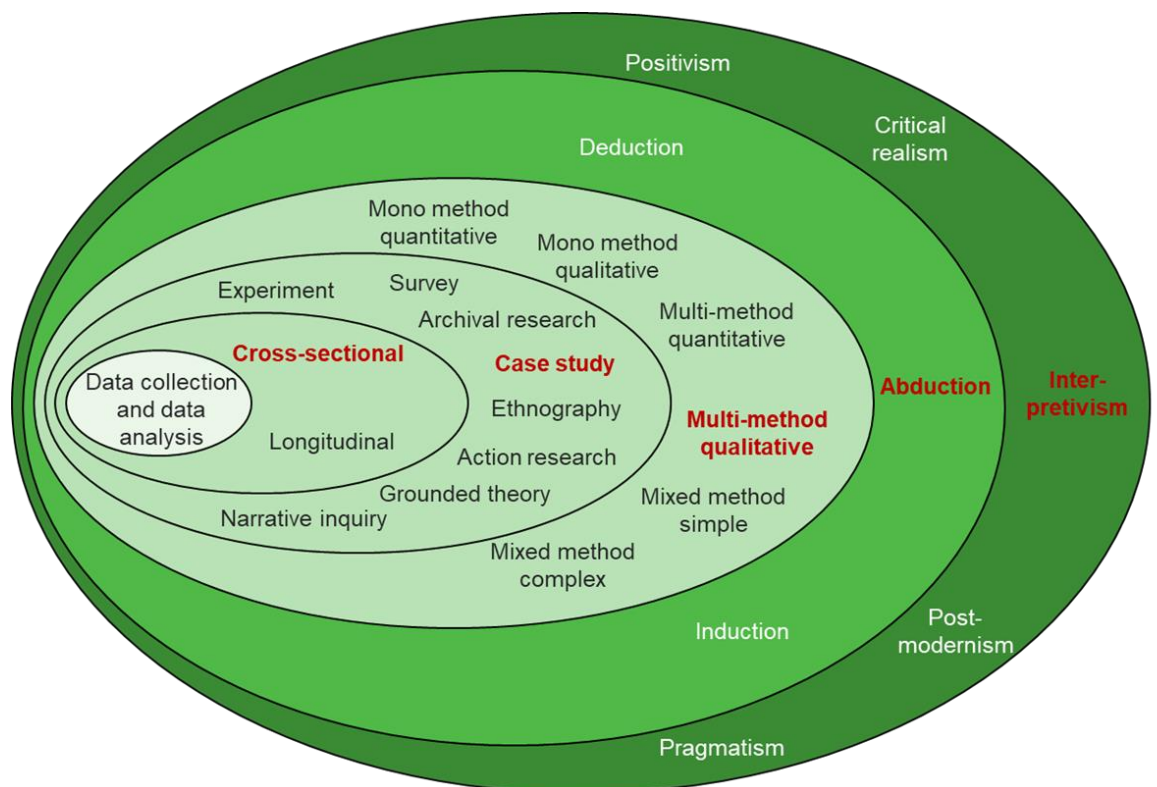 Positivism
Critical
realism
Deduction
Mono method
quantitative
Mono method
qualitative
Experiment
Survey
Archival research
Multi-method
quantitative
Cross-sectional
Case study
Data collection
and data
analysis
Abduction
Inter-
pretivism
Ethnography
Multi-method
qualitative
Longitudinal
Action research
Grounded theory
Mixed method
simple
Narrative inquiry
Mixed method
complex
Induction
Post-
modernism
Pragmatism